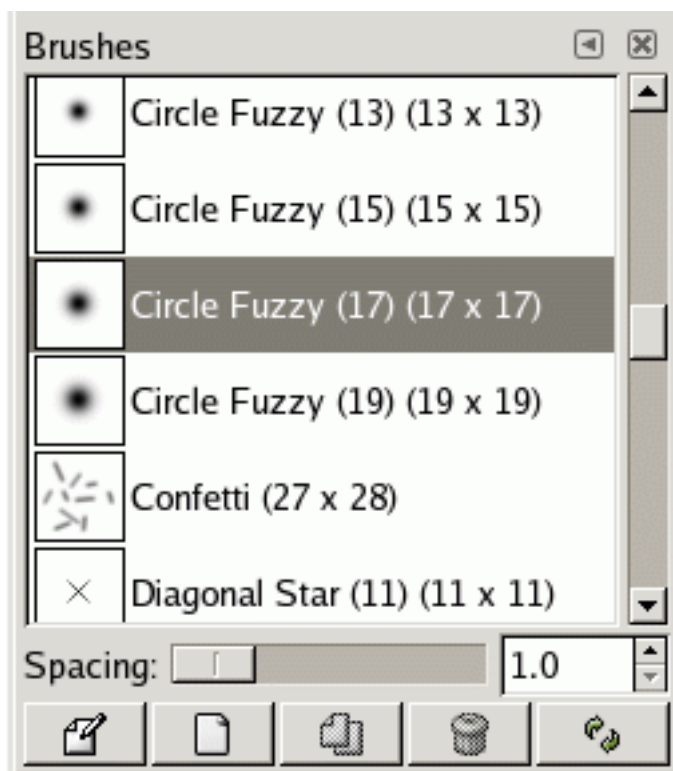 Brushes
Circle Fuzzy (13) (13 x 13)
Circle Fuzzy (15) (15 x 15)
Circle Fuzzy (17) (17 x 17)
Circle Fuzzy (19) (19 x 19)
Confetti (27 x 28)
Diagonal Star (11) (11 x 11)
Spacing: 1.0